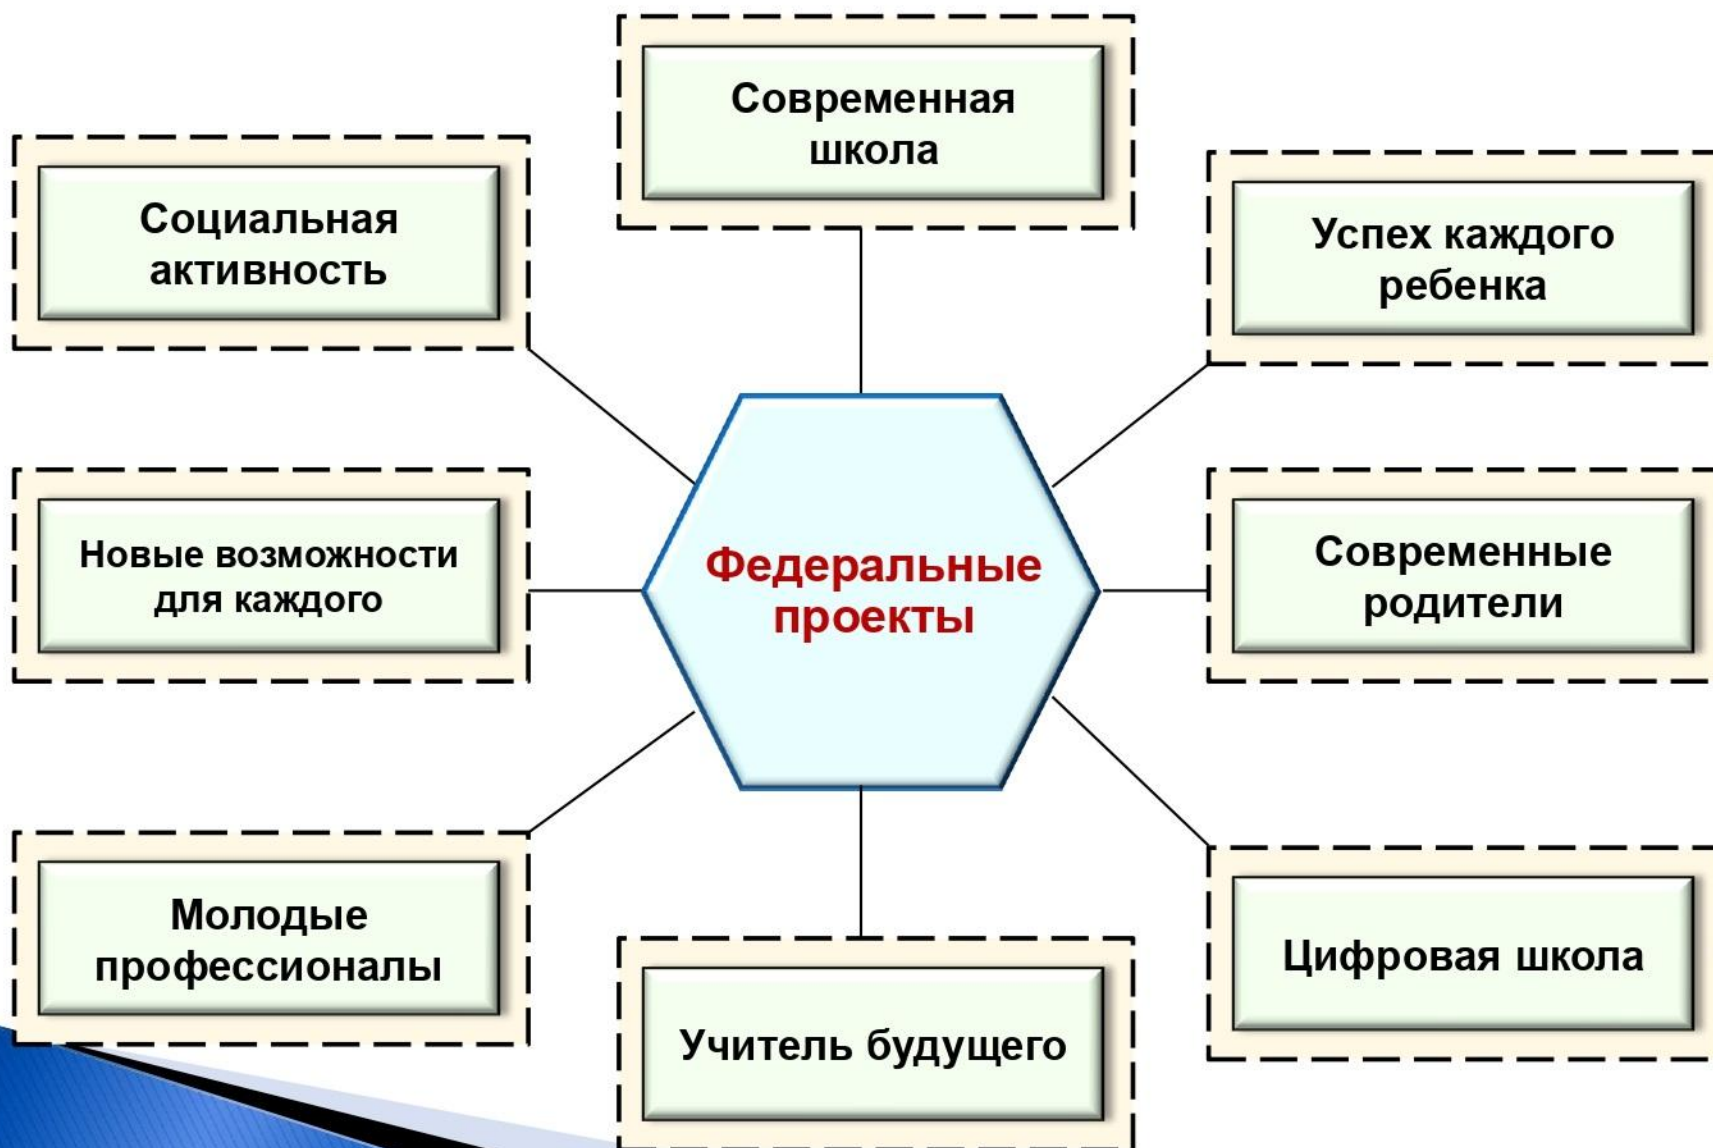 Современная
школа
Социальная
активность
Успех каждого
ребенка
Новые возможности
для каждого
Федеральные
проекты
Современные
родители
Молодые
профессионалы
Учитель будущего
Цифровая школа